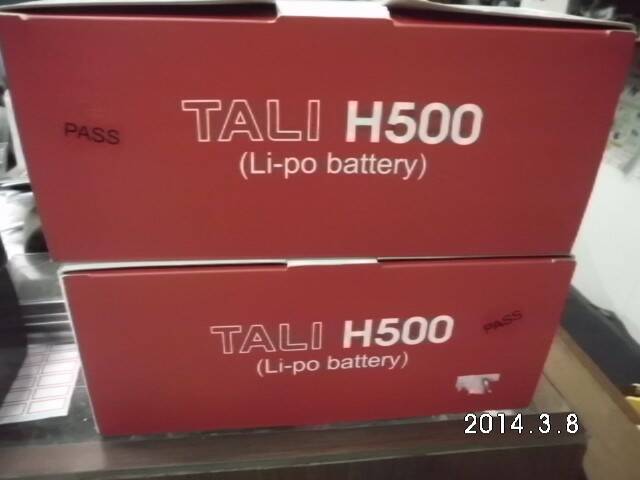 TALI H500
PASS
(Li-po battery)
TALI H500
PASS
(Li-po battery)
2014.3.8